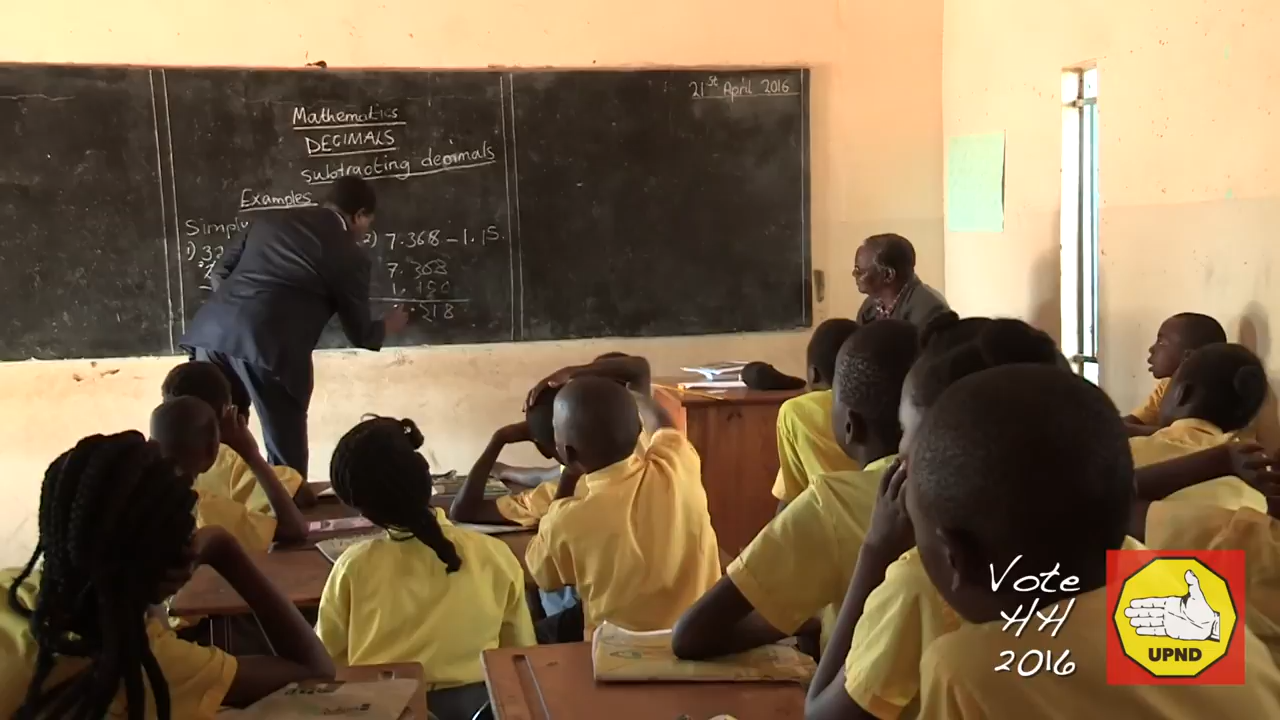 21st April 2016
Mathematics
DECIMALS
subtracting decimals
Examples
2) 7.368 - 1.15.
7.368
1.150
.218
Vote
HH
2016
UPND